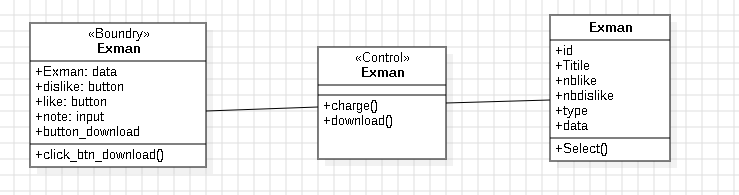 «Boundry»
Exman
+Exman: data
+dislike: button
+like: button
+note: input
+button_download
+click_btn_download()
«Control»
Exman
+charge()
+download()
Exman
+id
+Titile
+nblike
+nbdislike
+type
+data
+Select()